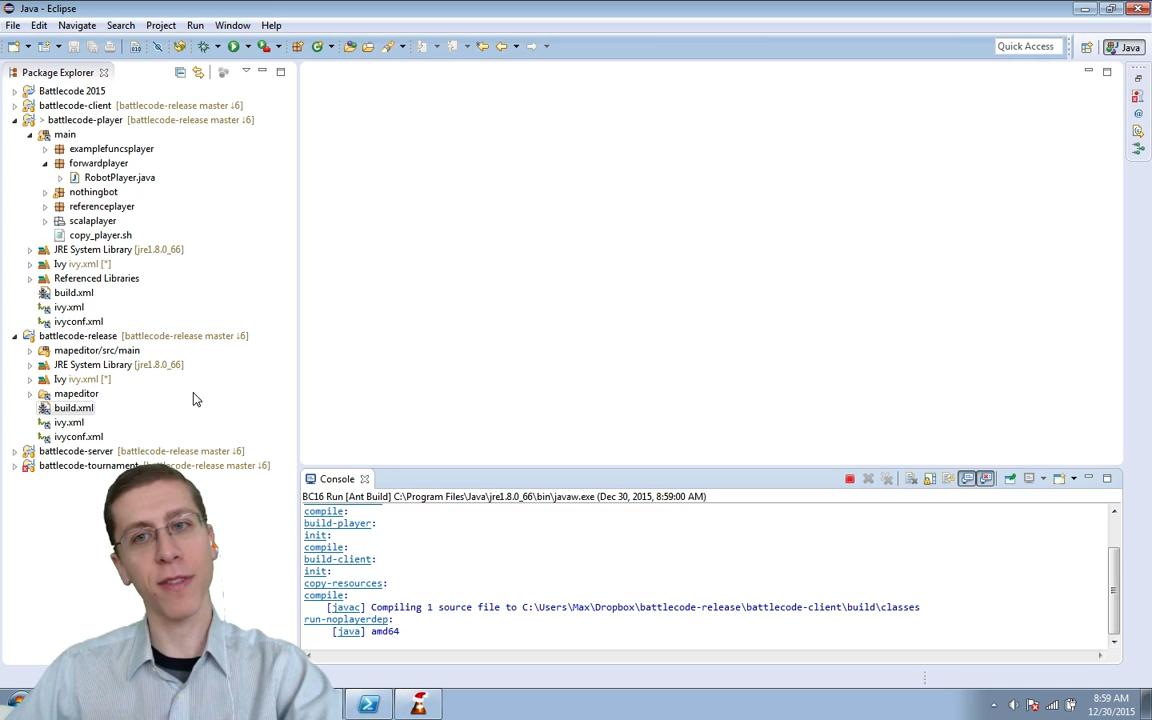 Java - Eclipse
File Edit Navigate Search Project Run Window Help
Quick Access
Java
Package Explorer
Battlecode 2015
battlecode-client [battlecode-release master ↓6]
> battlecode-player [battlecode-release master ↓6]
main
examplefuncsplayer
forwardplayer
RobotPlayer.java
nothingbot
referenceplayer
scalaplayer
copy_player.sh
JRE System Library [jre1.8.0_66]
Ivy ivy.xml [*]
Referenced Libraries
build.xml
ivy.xml
ivyconf.xml
battlecode-release [battlecode-release master ↓6]
mapeditor/src/main
JRE System Library [jre1.8.0_66]
Ivy ivy.xml [*]
mapeditor
build.xml
ivy.xml
ivyconf.xml
battlecode-server [battlecode-release master ↓6]
battlecode-tournament [battlecode-release master ↓6]
Console
BC16 Run [Ant Build] C:\Program Files\Java\jre1.8.0_66\bin\javaw.exe (Dec 30, 2015, 8:59:00 AM)
compile:
build-player:
init:
compile:
build-client:
init:
copy-resources:
compile:
[javac] Compiling 1 source file to C:\Users\Max\Dropbox\battlecode-release\battlecode-client\build\classes
run-noplayerdep:
[java] amd64
8:59 AM
12/30/2015